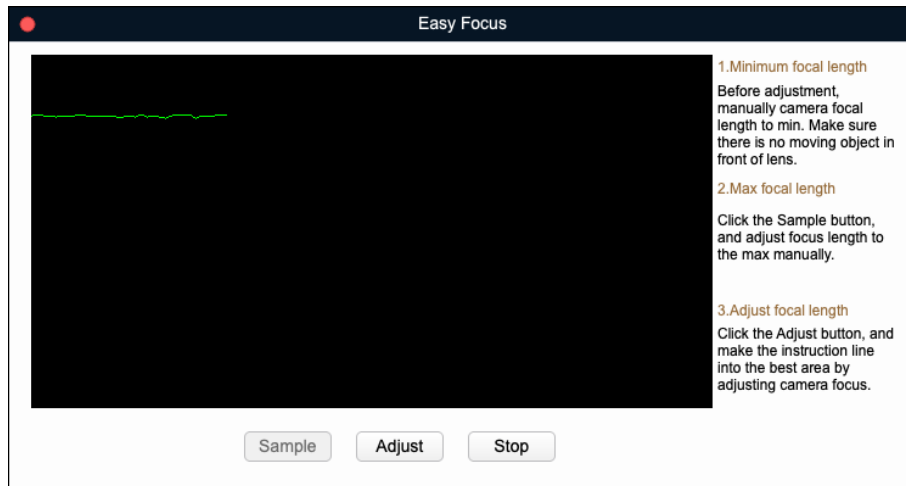 Easy Focus
1.Minimum focal length
Before adjustment,
manually camera focal
length to min. Make sure
there is no moving object in
front of lens.
2.Max focal length
Click the Sample button,
and adjust focus length to
the max manually.
3.Adjust focal length
Click the Adjust button, and
make the instruction line
into the best area by
adjusting camera focus.
Sample
Adjust
Stop